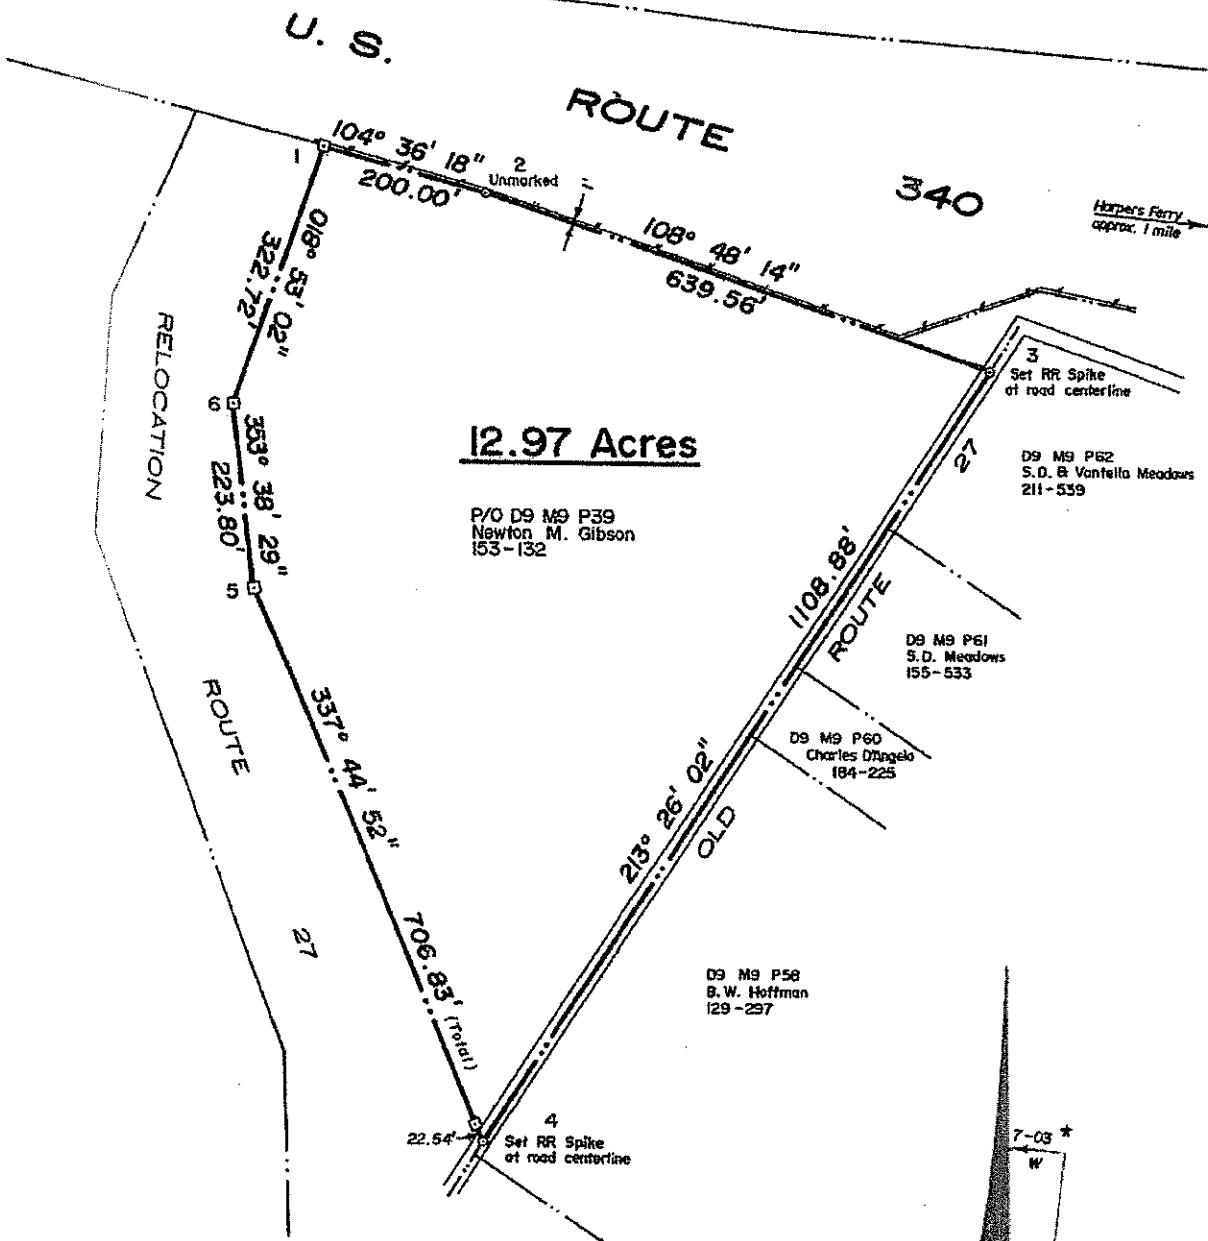 U. S.
ROUTE
340
Harpers Ferry
approx. 1 mile
1
104° 36' 18"
200.00'
2
Unmarked
108° 48' 14"
639.56'
3
Set RR Spike
at road centerline
018° 53' 02"
322.72'
6
353° 38' 29"
223.80'
5
RELOCATION
ROUTE
27
12.97 Acres
P/O D9 M9 P39
Newton M. Gibson
153-132
27
ROUTE
OLD
1108.88'
213° 26' 02"
D9 M9 P62
S.D. & Vantella Meadows
211-539
D9 M9 P61
S.D. Meadows
155-533
D9 M9 P60
Charles D'Angelo
184-225
337° 44' 52"
706.83' (Total)
D9 M9 P58
B.W. Hoffman
129-297
22.54'
4
Set RR Spike
at road centerline
7-03 *
W